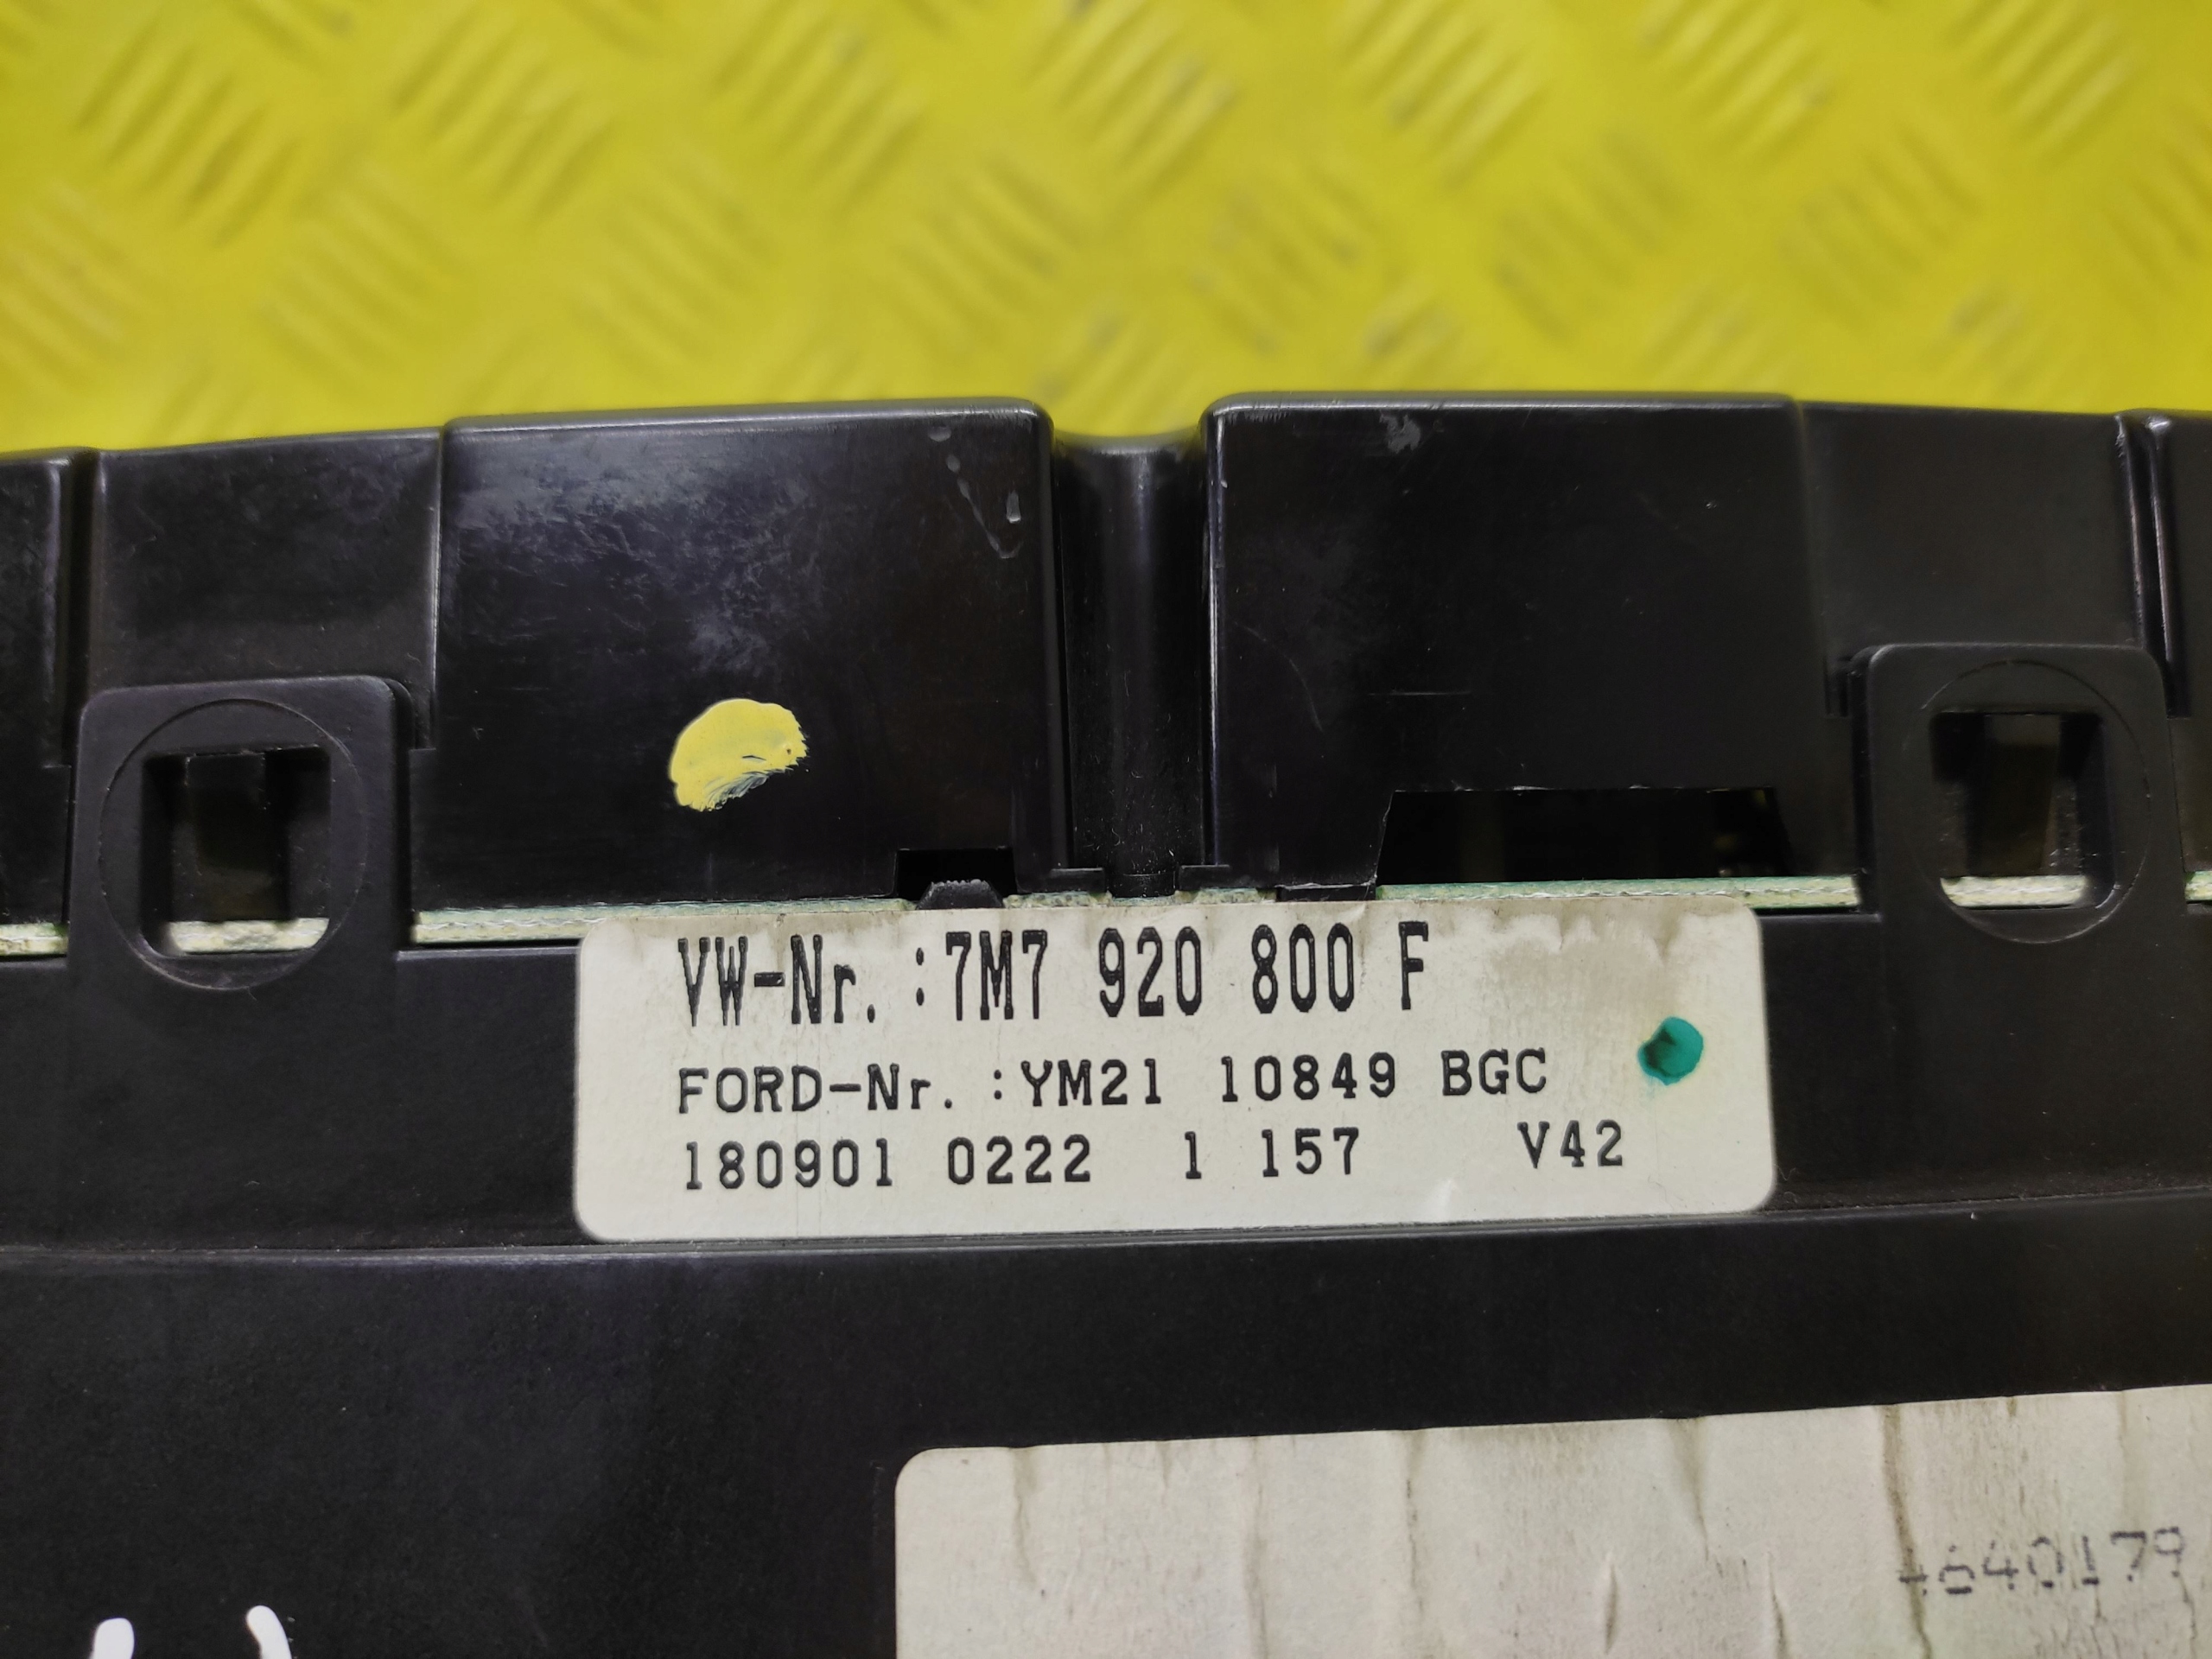 VW-Nr. :7M7 920 800 F
FORD-Nr. :YM21 10849 BGC
180901 0222 1 157 V42